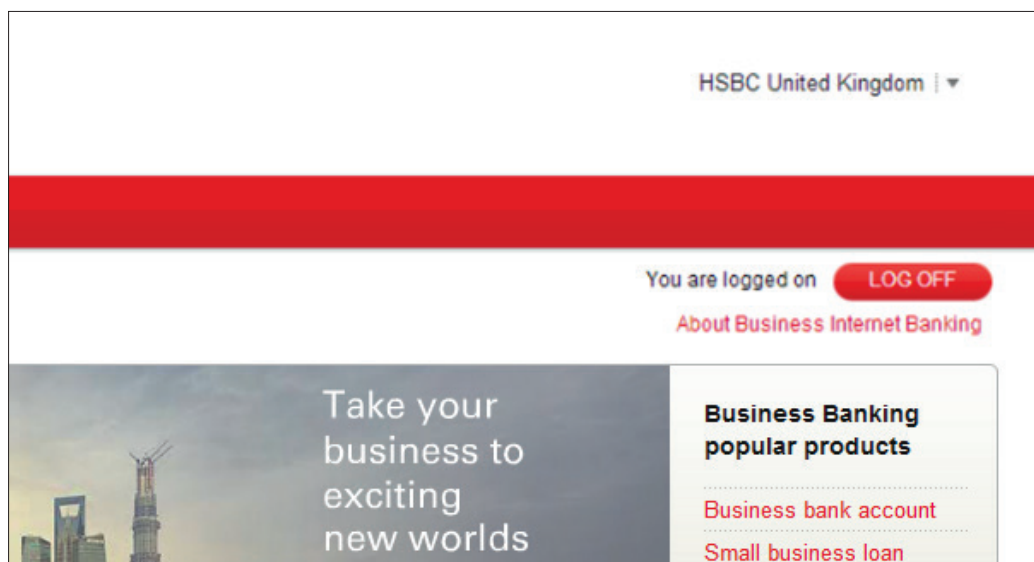 HSBC United Kingdom
You are logged on LOG OFF
About Business Internet Banking
Take your
business to
exciting
new worlds
Business Banking
popular products
Business bank account
Small business loan